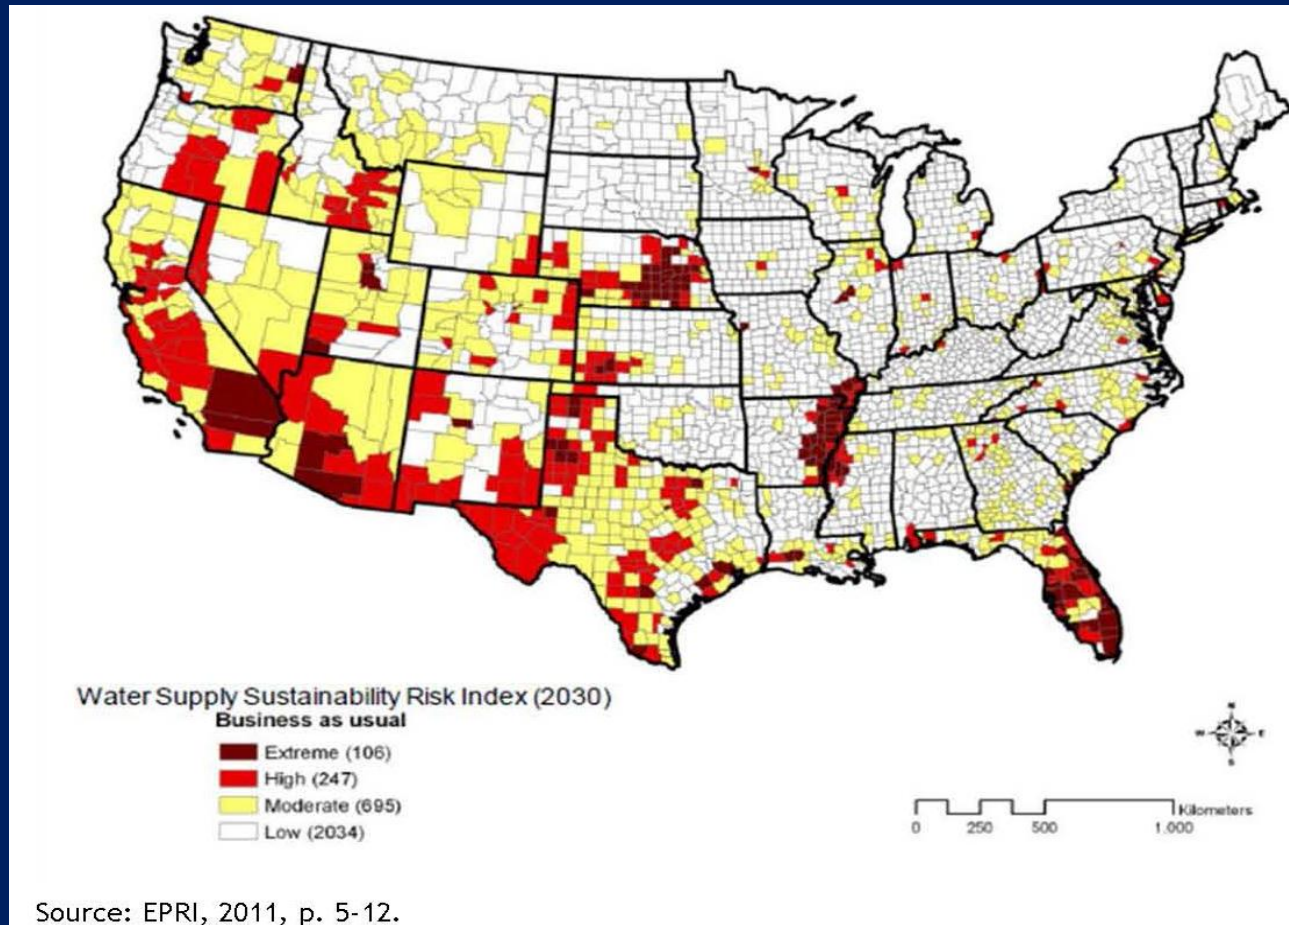 Water Supply Sustainability Risk Index (2030)
Business as usual
Extreme (106)
High (247)
Moderate (695)
Low (2034)
N
W E
S
Kilometers
0 250 500 1,000
Source: EPRI, 2011, p. 5-12.